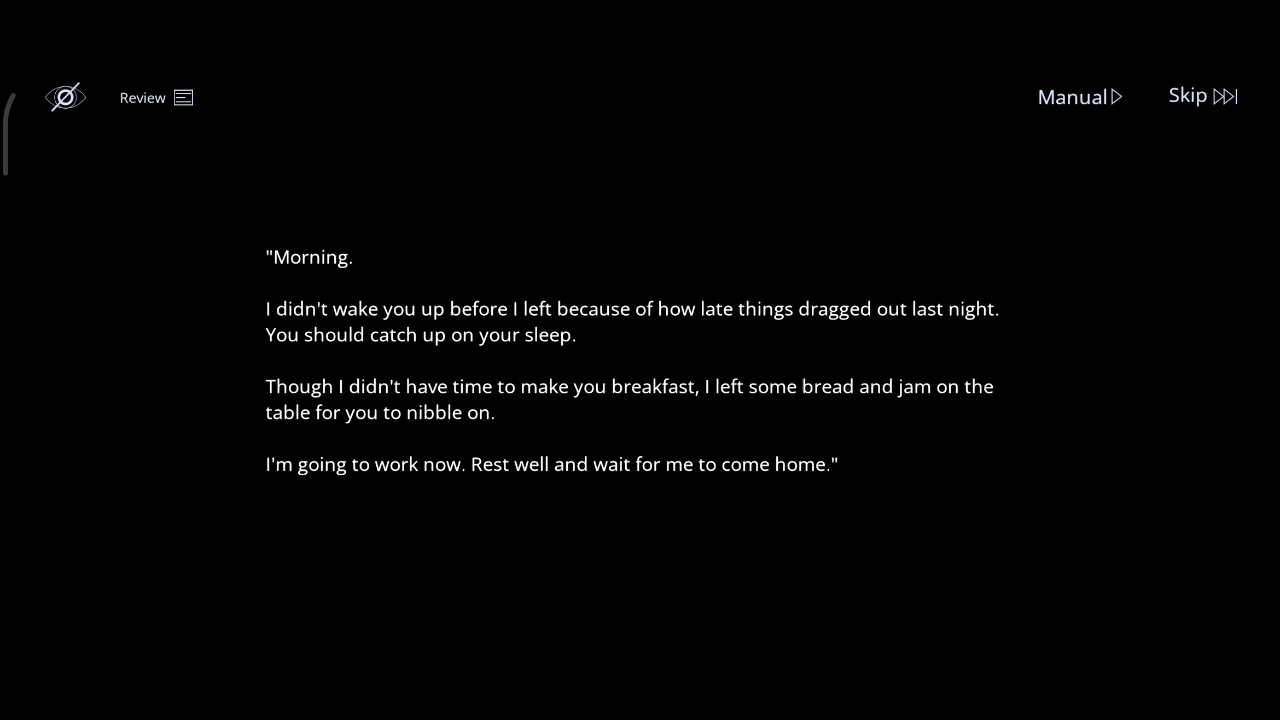 Review
Manual
Skip
"Morning.
I didn't wake you up before I left because of how late things dragged out last night.
You should catch up on your sleep.
Though I didn't have time to make you breakfast, I left some bread and jam on the
table for you to nibble on.
I'm going to work now. Rest well and wait for me to come home."